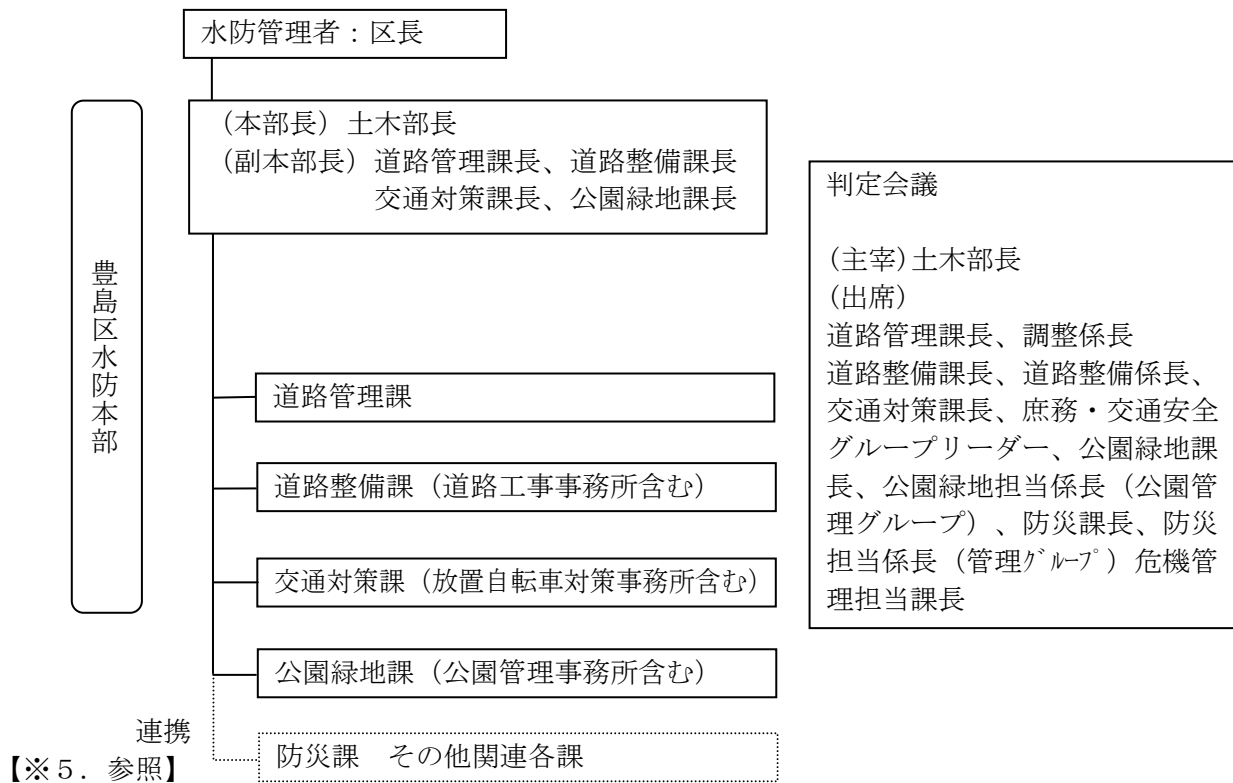 水防管理者：区長
豊島区水防本部
(本部長) 土木部長
(副本部長) 道路管理課長、道路整備課長
交通対策課長、公園緑地課長
道路管理課
道路整備課（道路工事事務所含む）
交通対策課（放置自転車対策事務所含む）
公園緑地課（公園管理事務所含む）
連携
【※５．参照】
防災課　その他関連各課
判定会議
(主宰)土木部長
(出席)
道路管理課長、調整係長
道路整備課長、道路整備係長、
交通対策課長、庶務・交通安全
グループリーダー、公園緑地課
長、公園緑地担当係長（公園管
理グループ）、防災課長、防災
担当係長（管理ｸﾞﾙｰﾌﾟ）危機管
理担当課長